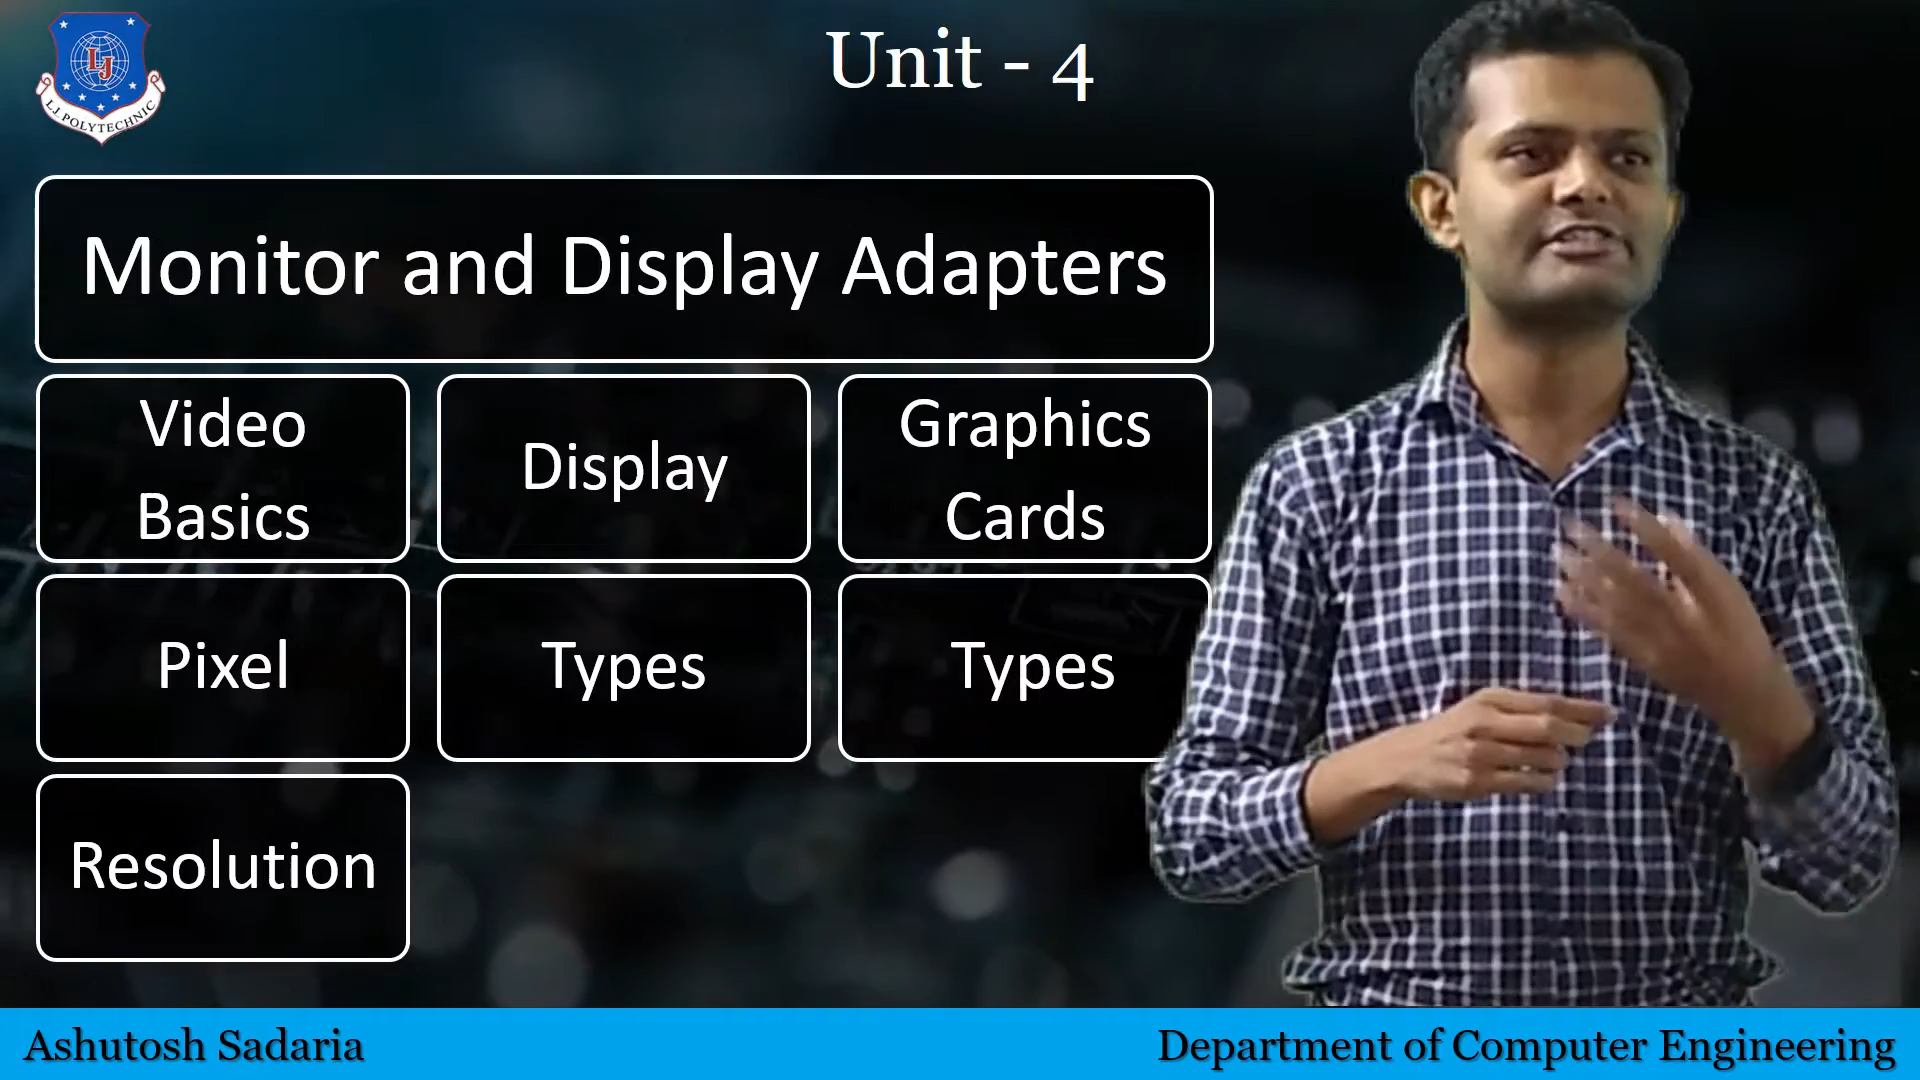 LJ
L.J. POLYTECHNIC
Unit - 4
Monitor and Display Adapters
Video
Basics
Display
Graphics
Cards
Pixel
Types
Types
Resolution
Ashutosh Sadaria
Department of Computer Engineering